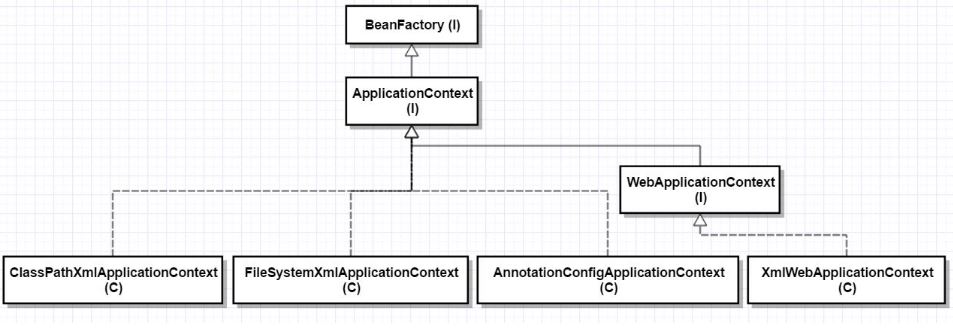 BeanFactory (I)
ApplicationContext
(I)
WebApplicationContext
(I)
ClassPathXmlApplicationContext
(C)
FileSystemXmlApplicationContext
(C)
AnnotationConfigApplicationContext
(C)
XmlWebApplicationContext
(C)